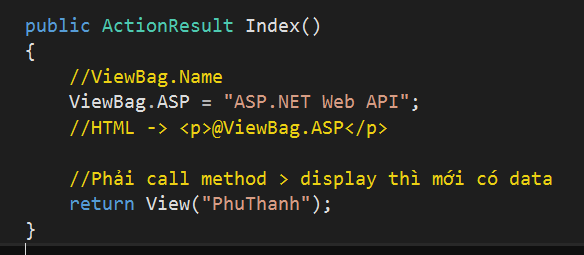 public ActionResult Index()
{
//ViewBag.Name
ViewBag.ASP = "ASP.NET Web API";
//HTML -> <p>@ViewBag.ASP</p>
//Phải call method > display thì mới có data
return View("PhuThanh");
}